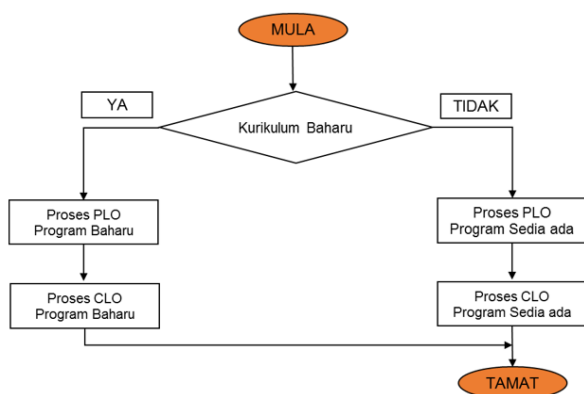 MULA
YA
TIDAK
Kurikulum Baharu
Proses PLO
Program Baharu
Proses PLO
Program Sedia ada
Proses CLO
Program Baharu
Proses CLO
Program Sedia ada
TAMAT